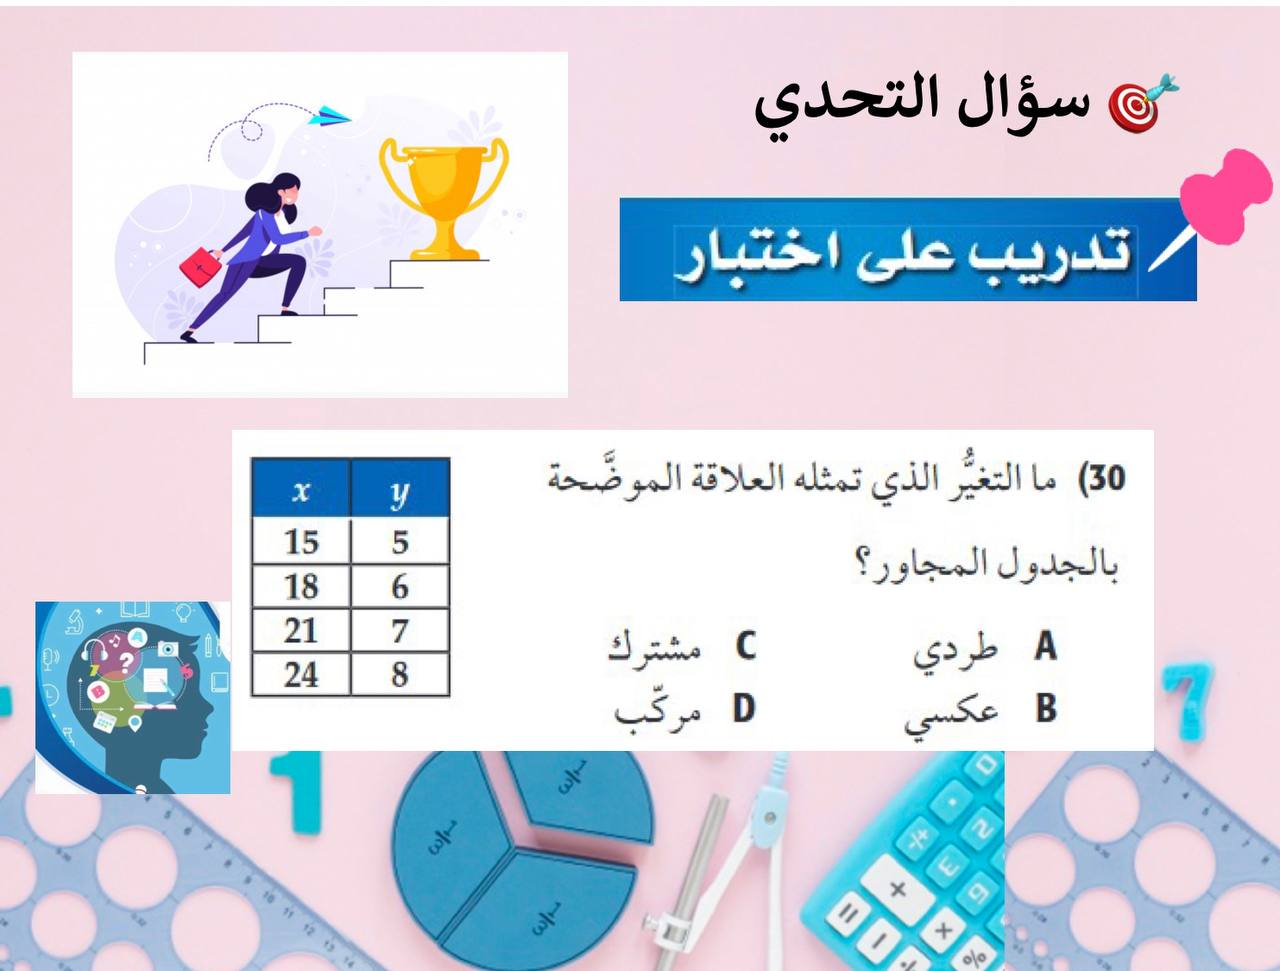 سؤال التحدي
تدريب على اختبار
30) ما التغيُّر الذي تمثله العلاقة الموضَّحة
بالجدول المجاور؟
A طردي
C مشترك
B عكسي
D مركّب
x y
15 5
18 6
21 7
24 8